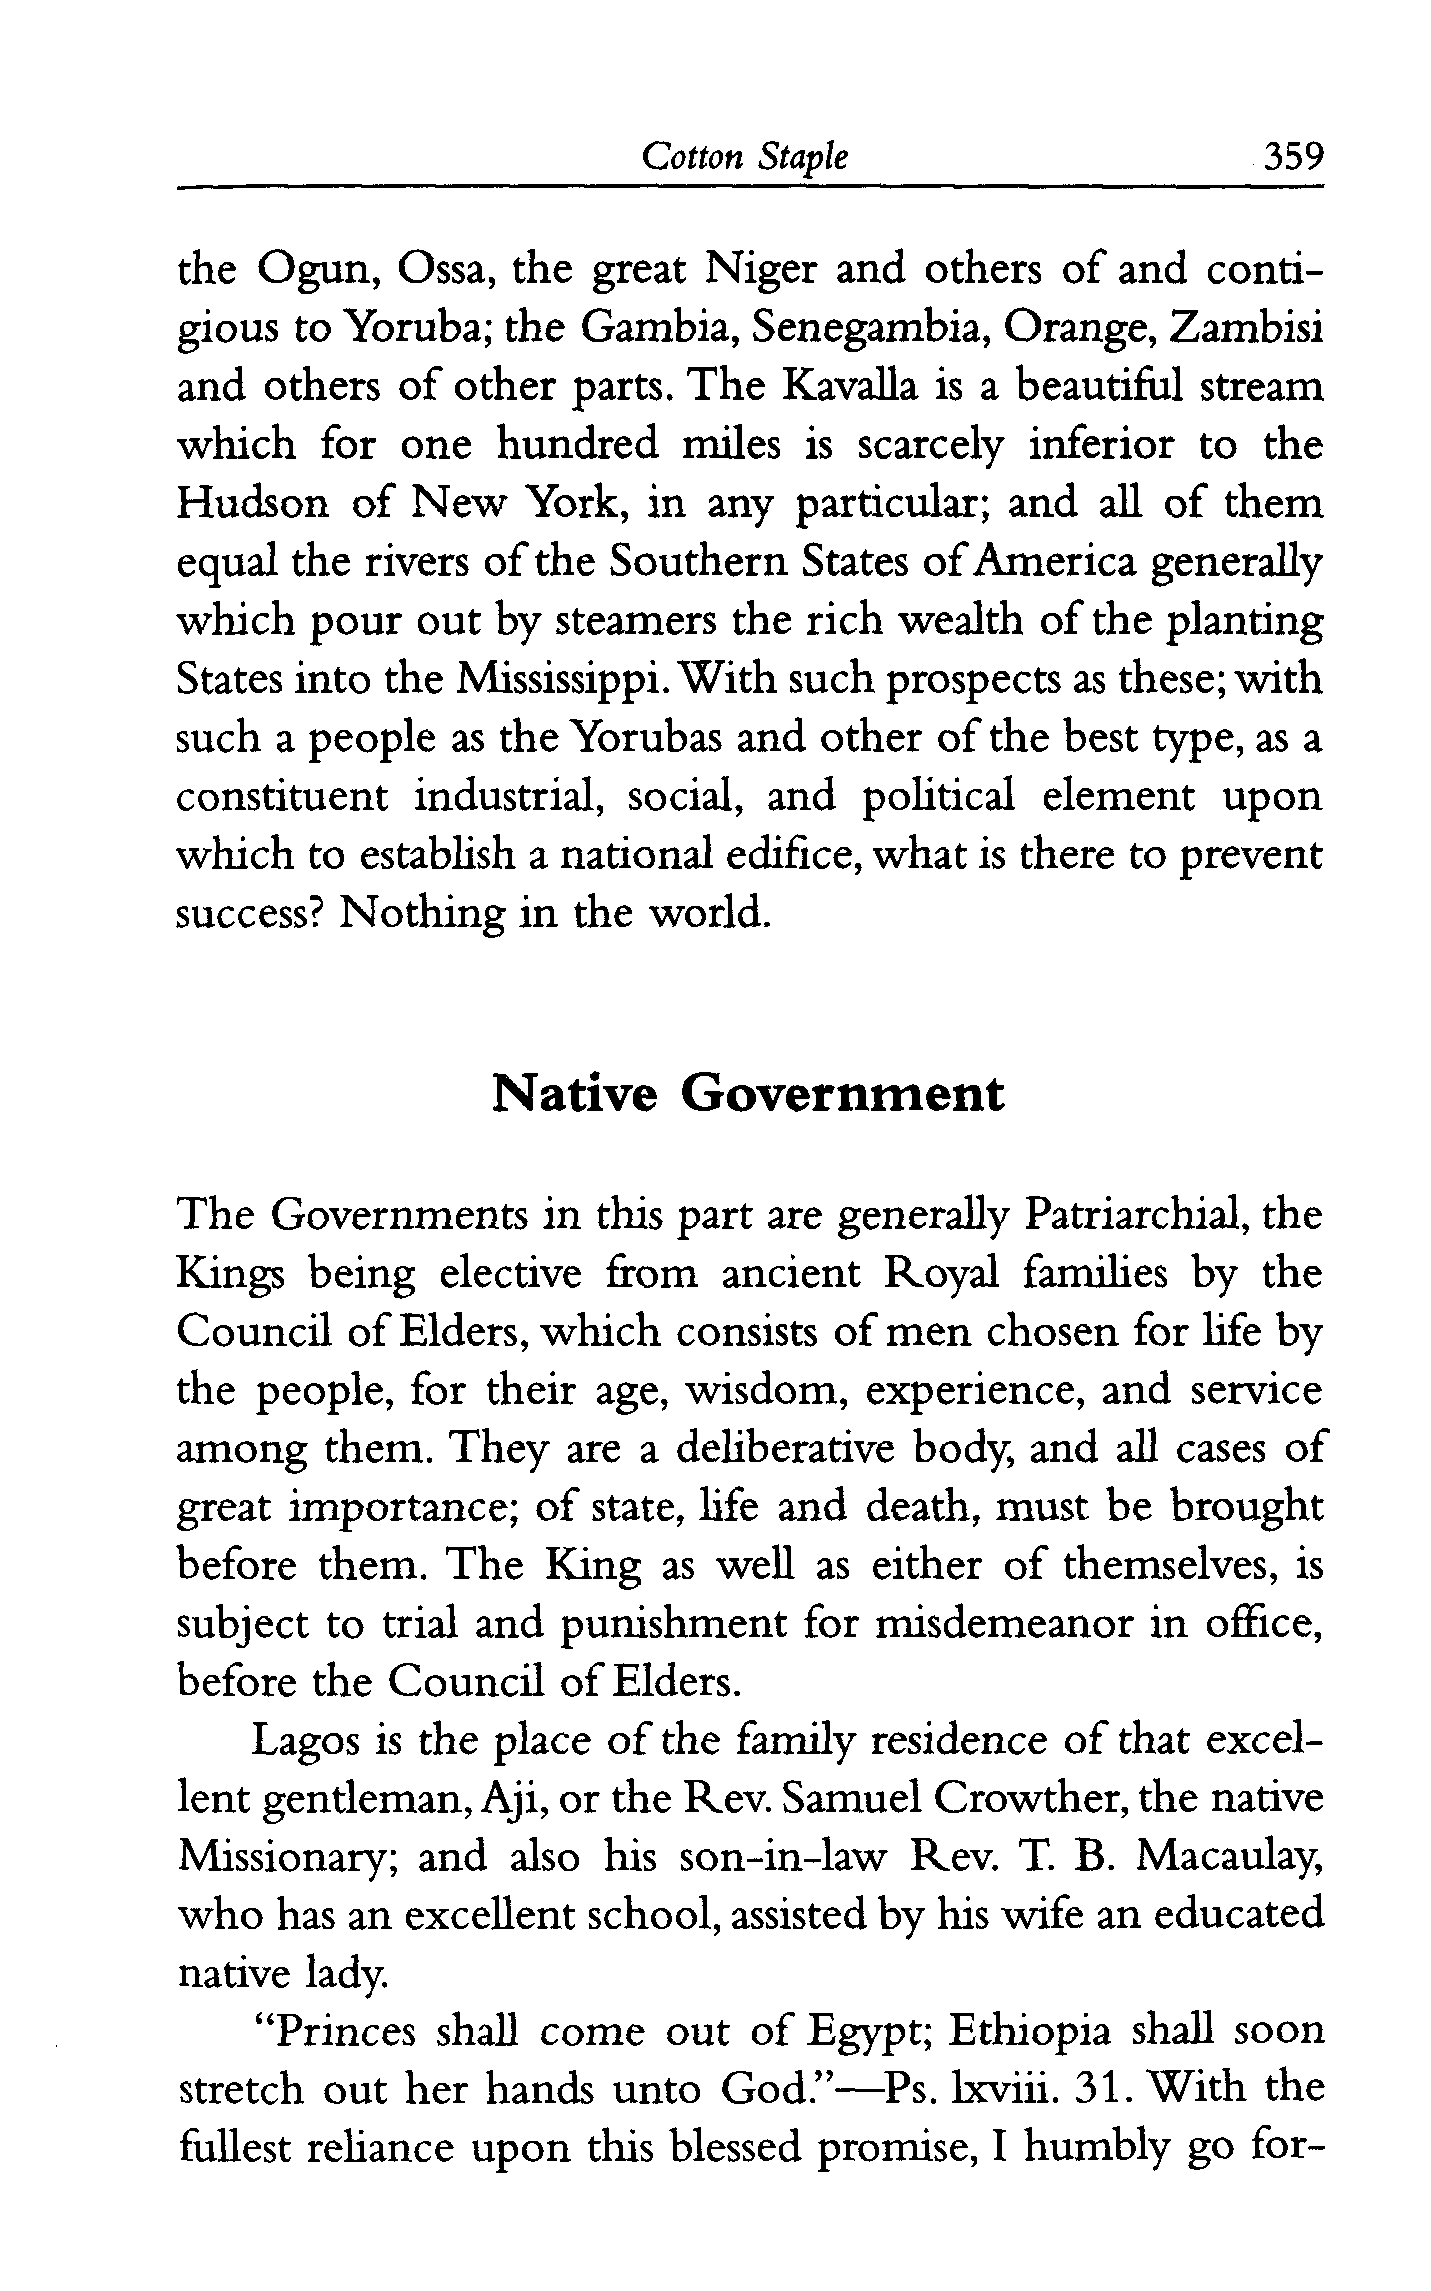 Cotton Staple 359
the Ogun, Ossa, the great Niger and others of and conti-
gious to Yoruba; the Gambia, Senegambia, Orange, Zambisi
and others of other parts. The Kavalla is a beautiful stream
which for one hundred miles is scarcely inferior to the
Hudson of New York, in any particular; and all of them
equal the rivers of the Southern States of America generally
which pour out by steamers the rich wealth of the planting
States into the Mississippi. With such prospects as these; with
such a people as the Yorubas and other of the best type, as a
constituent industrial, social, and political element upon
which to establish a national edifice, what is there to prevent
success? Nothing in the world.
Native Government
The Governments in this part are generally Patriarchial, the
Kings being elective from ancient Royal families by the
Council of Elders, which consists of men chosen for life by
the people, for their age, wisdom, experience, and service
among them. They are a deliberative body, and all cases of
great importance; of state, life and death, must be brought
before them. The King as well as either of themselves, is
subject to trial and punishment for misdemeanor in office,
before the Council of Elders.
Lagos is the place of the family residence of that excel-
lent gentleman, Aji, or the Rev. Samuel Crowther, the native
Missionary; and also his son-in-law Rev. T. B. Macaulay,
who has an excellent school, assisted by his wife an educated
native lady.
“Princes shall come out of Egypt; Ethiopia shall soon
stretch out her hands unto God.”—Ps. lxviii. 31. With the
fullest reliance upon this blessed promise, I humbly go for-